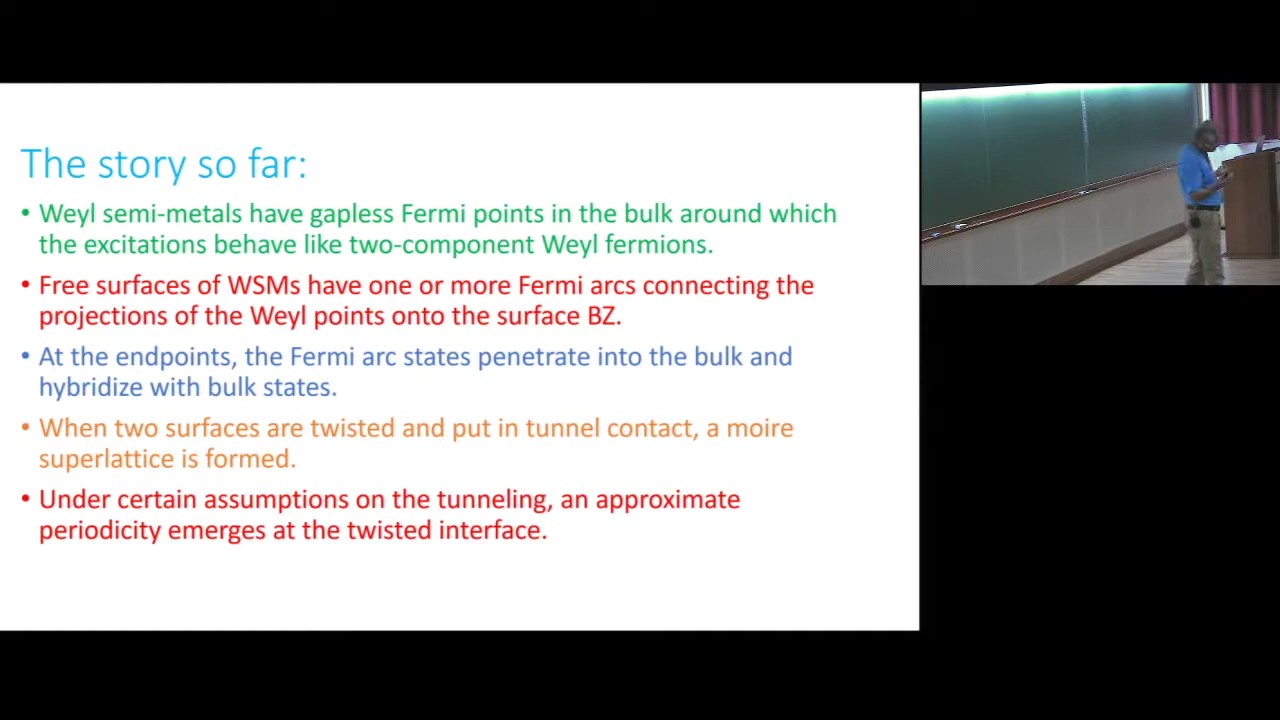 The story so far:
• Weyl semi-metals have gapless Fermi points in the bulk around which
the excitations behave like two-component Weyl fermions.
• Free surfaces of WSMs have one or more Fermi arcs connecting the
projections of the Weyl points onto the surface BZ.
• At the endpoints, the Fermi arc states penetrate into the bulk and
hybridize with bulk states.
• When two surfaces are twisted and put in tunnel contact, a moire
superlattice is formed.
• Under certain assumptions on the tunneling, an approximate
periodicity emerges at the twisted interface.